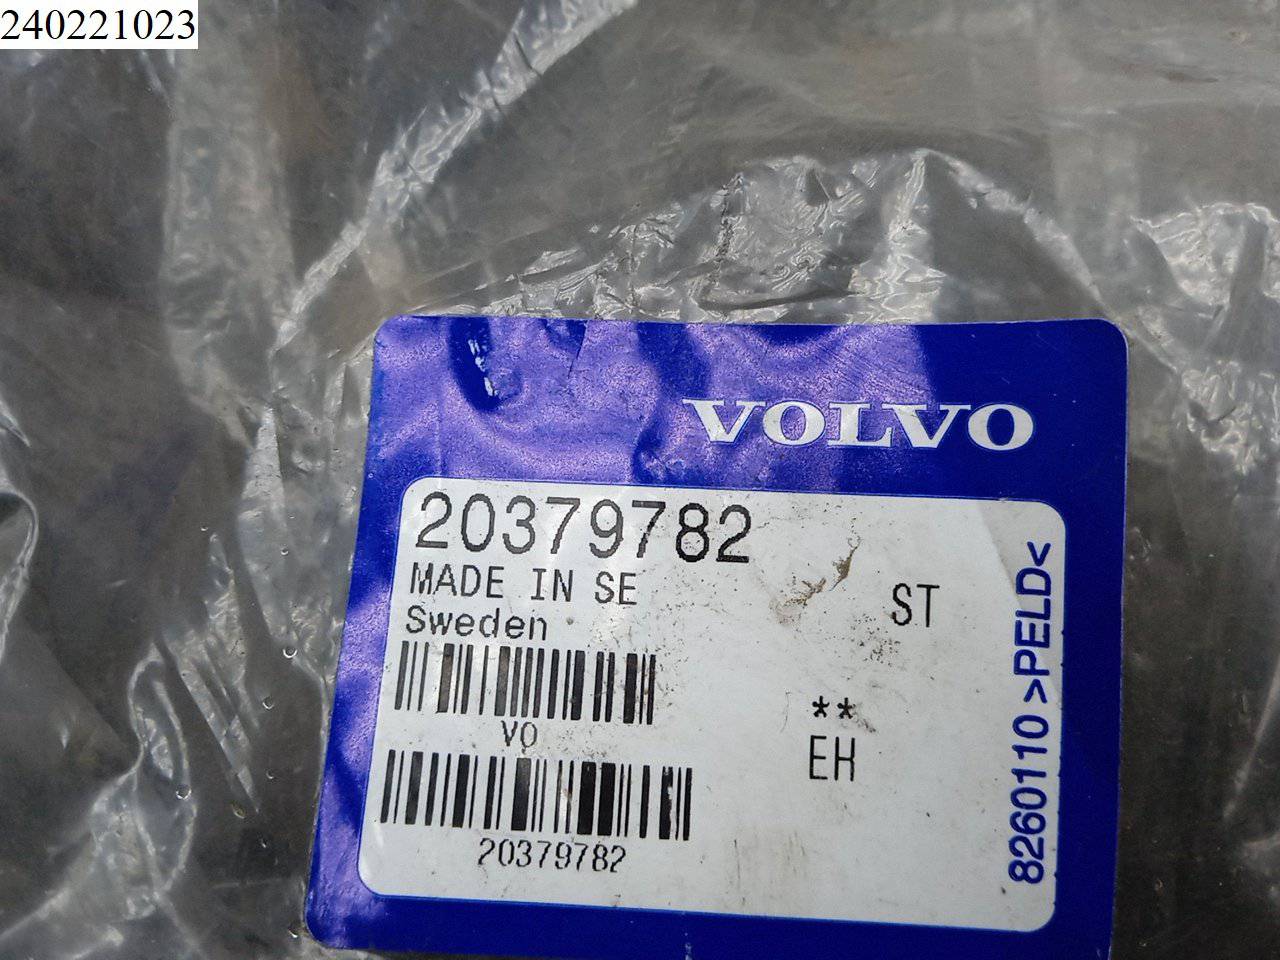 240221023
VOLVO
20379782
MADE IN SE
Sweden
ST
VO
**
EH
20379782
8260110 >PELD<